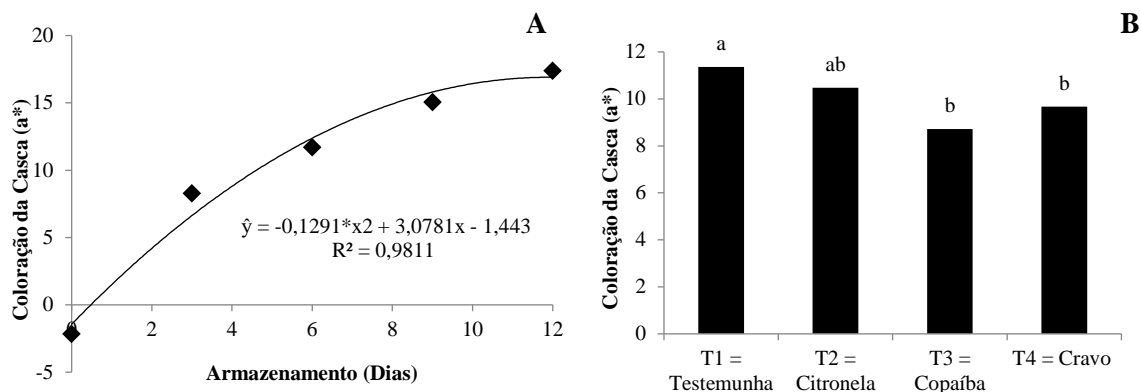 A
Coloração da Casca (a*)
20
15
10
5
0
-5
0
2
4
6
8
10
12
ŷ = -0,1291*x2 + 3,0781x - 1,443
R² = 0,9811
Armazenamento (Dias)
B
Coloração da Casca (a*)
12
10
8
6
4
2
0
a
ab
b
b
T1 =
Testemunha
T2 =
Citronela
T3 =
Copaíba
T4 = Cravo